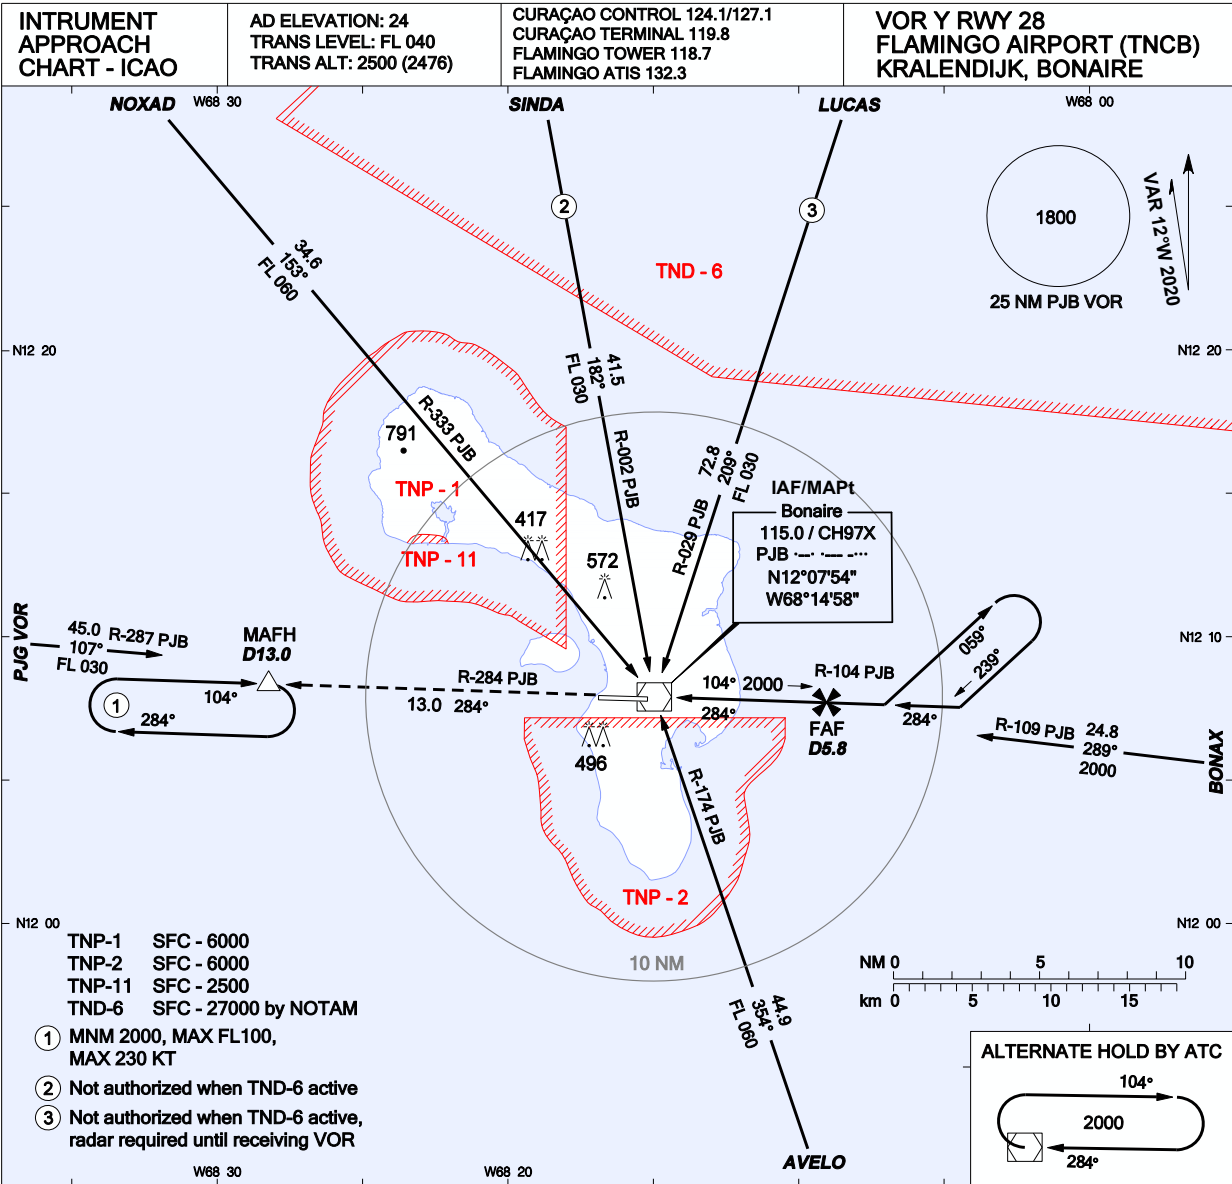 INTRUMENT
APPROACH
CHART - ICAO
AD ELEVATION: 24
TRANS LEVEL: FL 040
TRANS ALT: 2500 (2476)
CURAÇAO CONTROL 124.1/127.1
CURAÇAO TERMINAL 119.8
FLAMINGO TOWER 118.7
FLAMINGO ATIS 132.3
VOR Y RWY 28
FLAMINGO AIRPORT (TNCB)
KRALENDIJK, BONAIRE
NOXAD
W68 30
SINDA
LUCAS
W68 00
2
3
1800
25 NM PJB VOR
VAR 12°W 2020
34.6
153°
FL 060
TND - 6
N12 20
N12 20
41.5
182°
FL 030
R-333 PJB
791
R-002 PJB
72.8
209°
FL 030
R-029 PJB
TNP - 1
417
TNP - 11
572
IAF/MAPt
Bonaire
115.0 / CH97X
PJB ·--· ·--- -···
N12°07'54"
W68°14'58"
PJG VOR
45.0
107°
FL 030
R-287 PJB
MAFH
D13.0
N12 10
059°
239°
R-104 PJB
104°
284°
1
R-284 PJB
13.0 284°
104° 2000
284°
FAF
D5.8
284°
R-109 PJB
24.8
289°
2000
BONAX
496
R-174 PJB
TNP - 2
N12 00
N12 00
10 NM
TNP-1 SFC - 6000
TNP-2 SFC - 6000
TNP-11 SFC - 2500
TND-6 SFC - 27000 by NOTAM
1 MNM 2000, MAX FL100,
MAX 230 KT
2 Not authorized when TND-6 active
3 Not authorized when TND-6 active,
radar required until receiving VOR
44.9
354°
FL 060
AVELO
NM 0 5 10
km 0 5 10 15
ALTERNATE HOLD BY ATC
104°
2000
284°
W68 30
W68 20